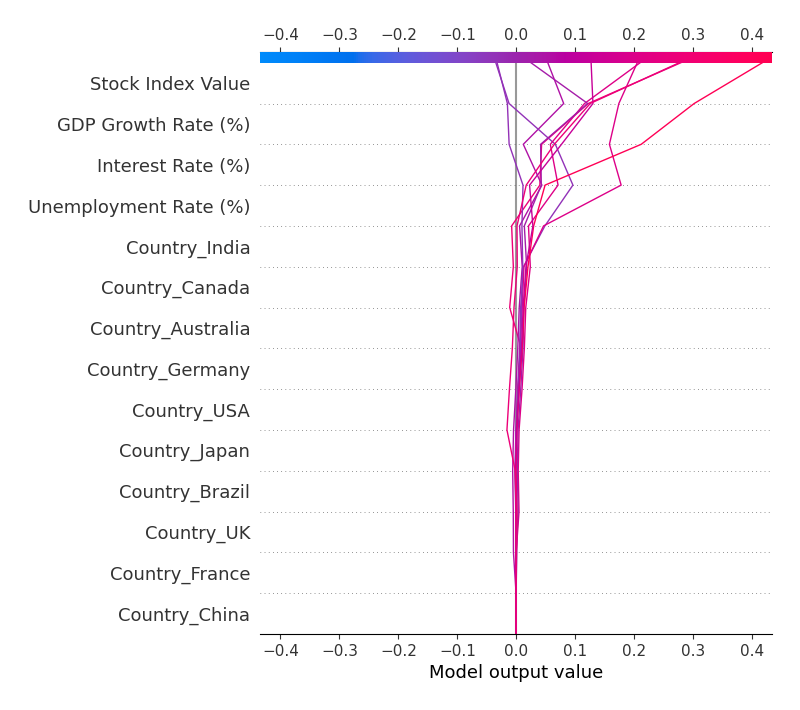 −0.4 −0.3 −0.2 −0.1 0.0 0.1 0.2 0.3 0.4
Stock Index Value
GDP Growth Rate (%)
Interest Rate (%)
Unemployment Rate (%)
Country_India
Country_Canada
Country_Australia
Country_Germany
Country_USA
Country_Japan
Country_Brazil
Country_UK
Country_France
Country_China
−0.4 −0.3 −0.2 −0.1 0.0 0.1 0.2 0.3 0.4
Model output value